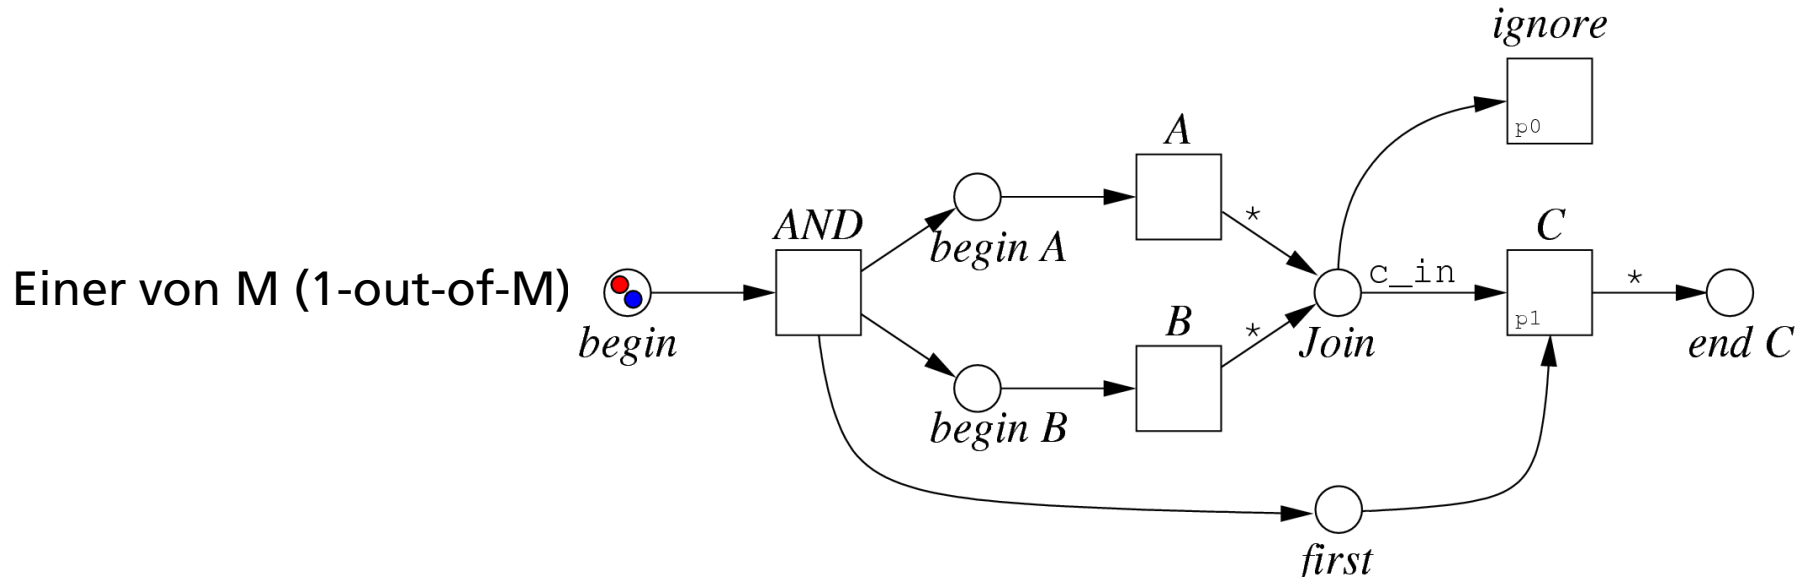 ignore
p0
A
*
AND
begin A
Einer von M (1-out-of-M)
begin
c_in
C
*
p1
B
*
Join
end C
begin B
first